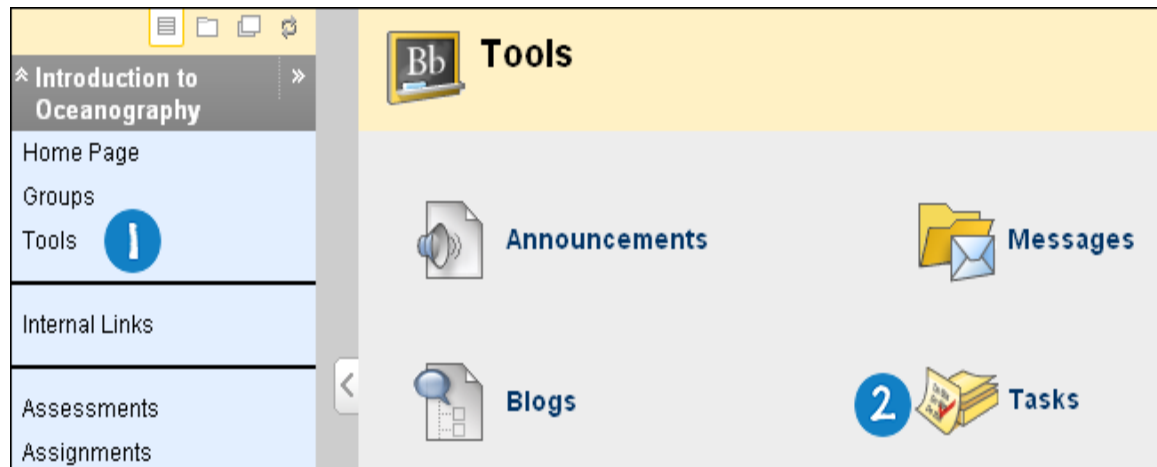 Introduction to
Oceanography
Home Page
Groups
Tools 1
Internal Links
Assessments
Assignments
Bb Tools
Announcements
Messages
Blogs
2 Tasks